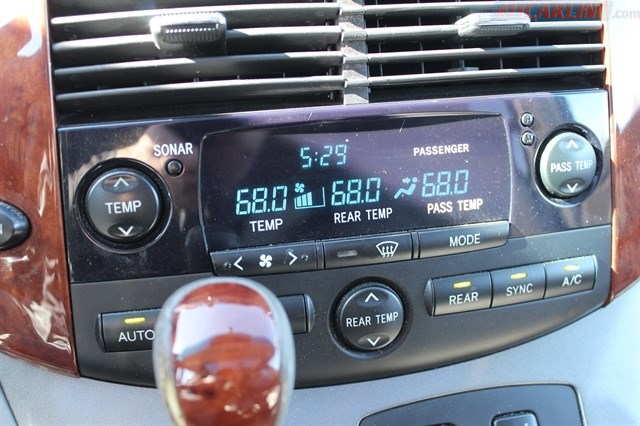 SONAR
5:29
PASSENGER
68.0 68.0 68.0
TEMP REAR TEMP PASS TEMP
TEMP
PASS TEMP
MODE
AUTO
REAR TEMP
REAR SYNC A/C